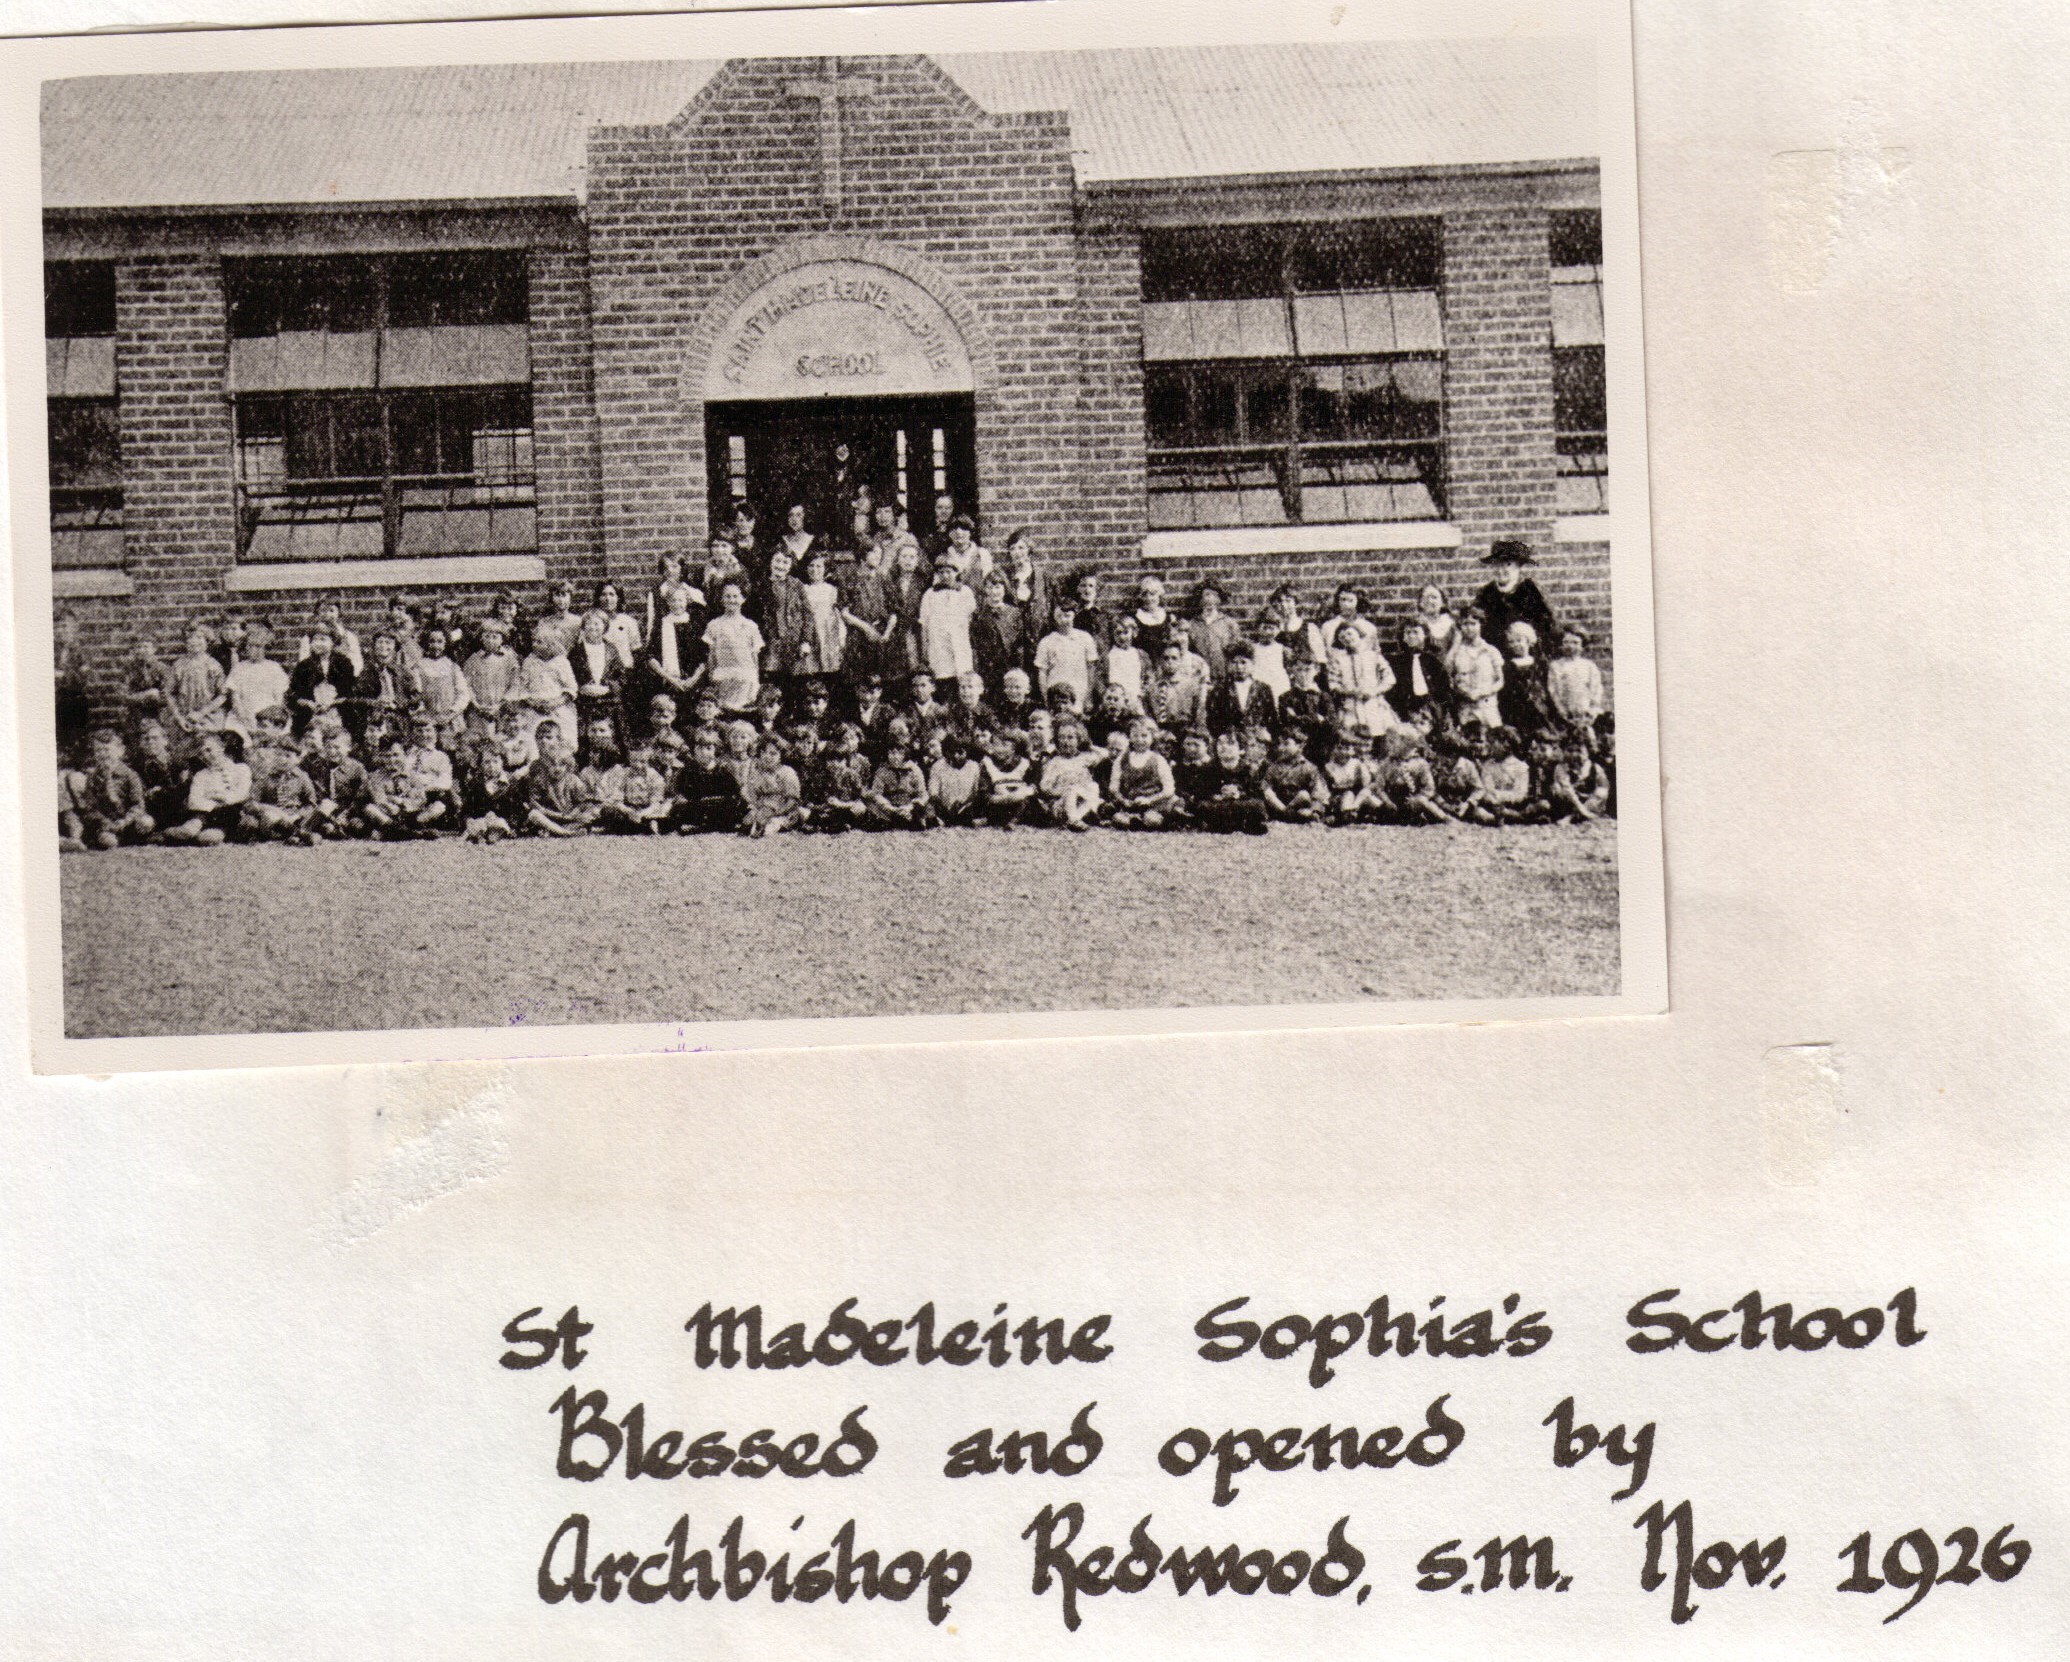 SAINT MADELEINE SOPHIE
SCHOOL
St Madeleine Sophia's School
Blessed and opened by
Archbishop Redwood, s.m. Nov. 1926